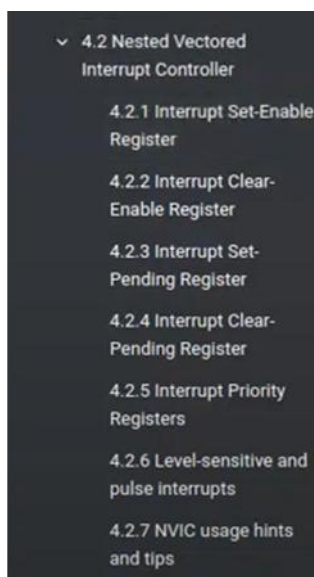 4.2 Nested Vectored
Interrupt Controller
4.2.1 Interrupt Set-Enable
Register
4.2.2 Interrupt Clear-
Enable Register
4.2.3 Interrupt Set-
Pending Register
4.2.4 Interrupt Clear-
Pending Register
4.2.5 Interrupt Priority
Registers
4.2.6 Level-sensitive and
pulse interrupts
4.2.7 NVIC usage hints
and tips